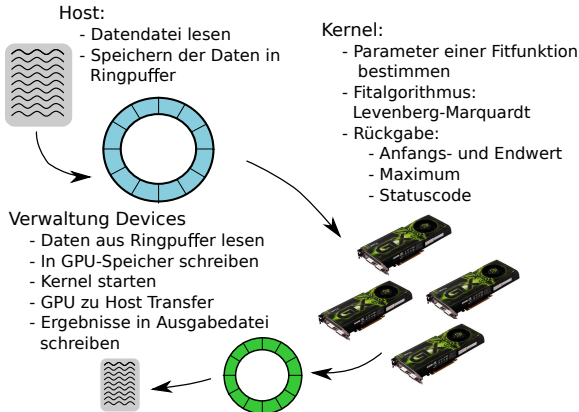 Host:
- Datendatei lesen
- Speichern der Daten in
Ringpuffer
Kernel:
- Parameter einer Fitfunktion
bestimmen
- Fitalgorithmus:
Levenberg-Marquardt
- Rückgabe:
- Anfangs- und Endwert
- Maximum
- Statuscode
Verwaltung Devices
- Daten aus Ringpuffer lesen
- In GPU-Speicher schreiben
- Kernel starten
- GPU zu Host Transfer
- Ergebnisse in Ausgabedatei
schreiben